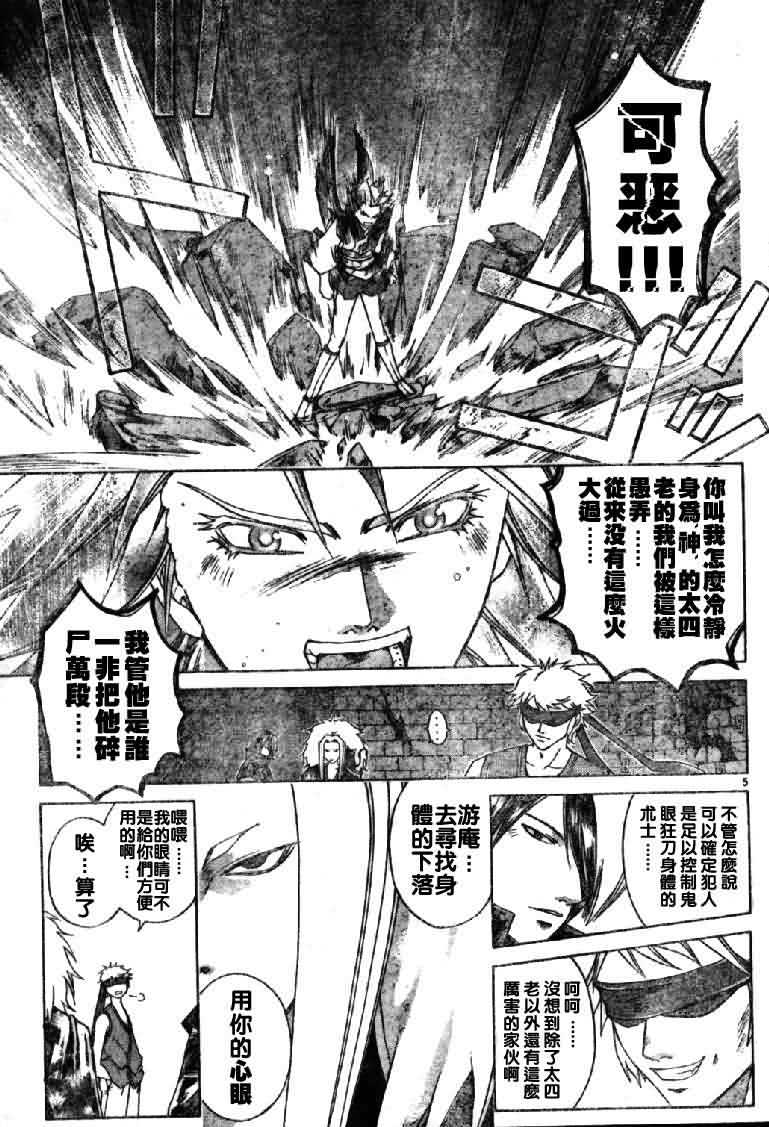 可惡!!!
你叫我怎麼冷靜
身為神的太四
老的我們被這樣
愚弄……
從來没有這麼火
大過……
我管他是誰
一非把他碎
尸萬段……
…
5
不管怎麼說
可以確定犯人
是足以控制鬼
眼狂刀身體的
术士…
呵呵……
沒想到除了太四
老以外還有這麼
厲害的家伙啊
游庵…
去尋找身
體的下落
用你的心眼
喂喂……
我的眼睛可不
是給你們方便
用的啊…
唉…算了